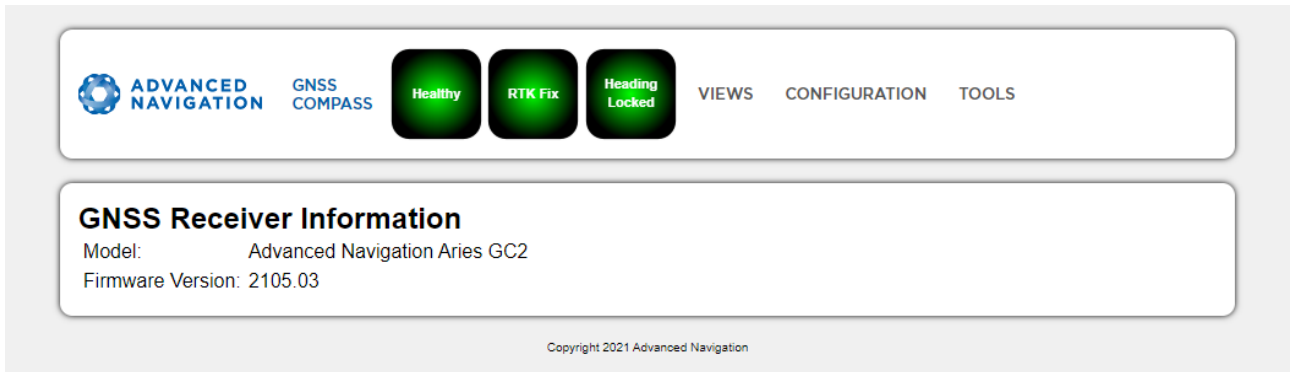 ADVANCED
NAVIGATION
GNSS
COMPASS
Healthy
RTK Fix
Heading
Locked
VIEWS
CONFIGURATION
TOOLS
GNSS Receiver Information
Model: Advanced Navigation Aries GC2
Firmware Version: 2105.03
Copyright 2021 Advanced Navigation